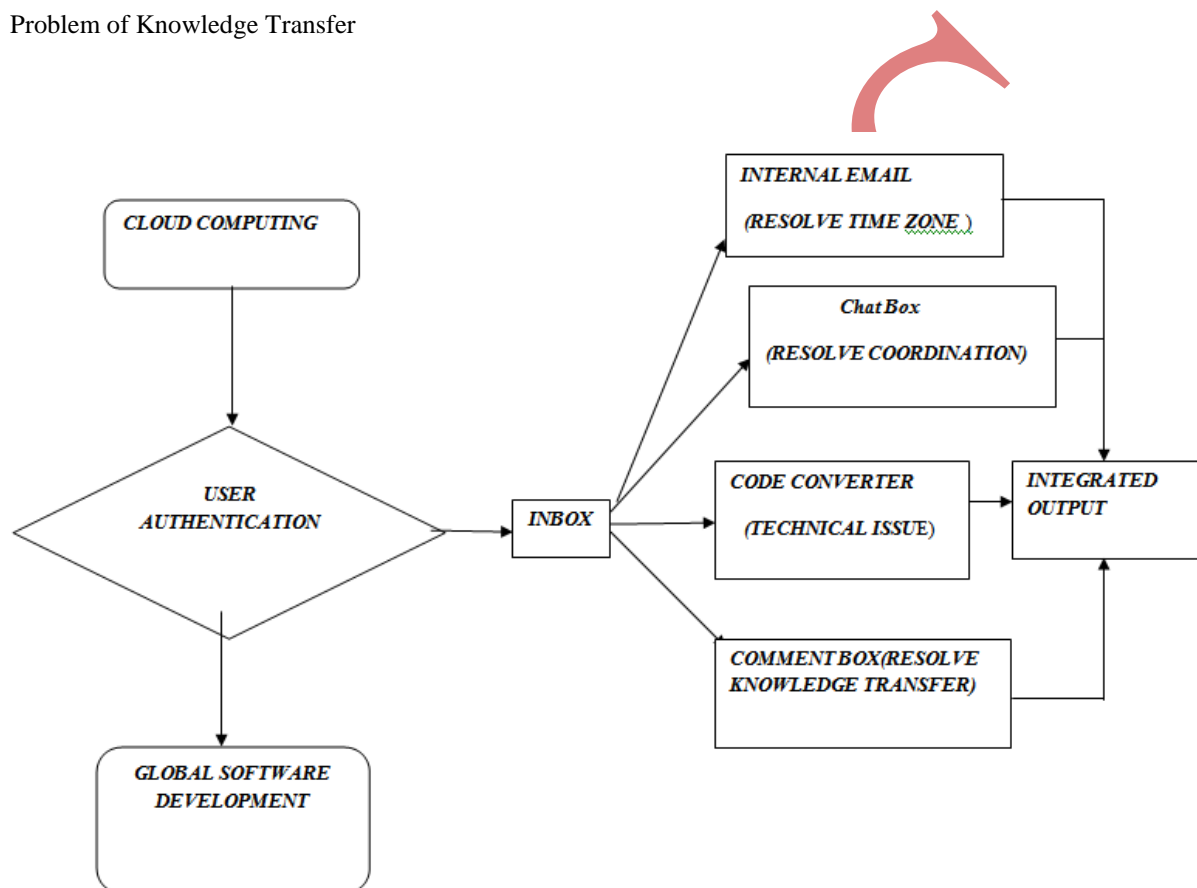 Problem of Knowledge Transfer
CLOUD COMPUTING
USER
AUTHENTICATION
GLOBAL SOFTWARE
DEVELOPMENT
INBOX
INTERNAL EMAIL
(RESOLVE TIME ZONE )
Chat Box
(RESOLVE COORDINATION)
CODE CONVERTER
(TECHNICAL ISSUE)
COMMENT BOX(RESOLVE
KNOWLEDGE TRANSFER)
INTEGRATED
OUTPUT